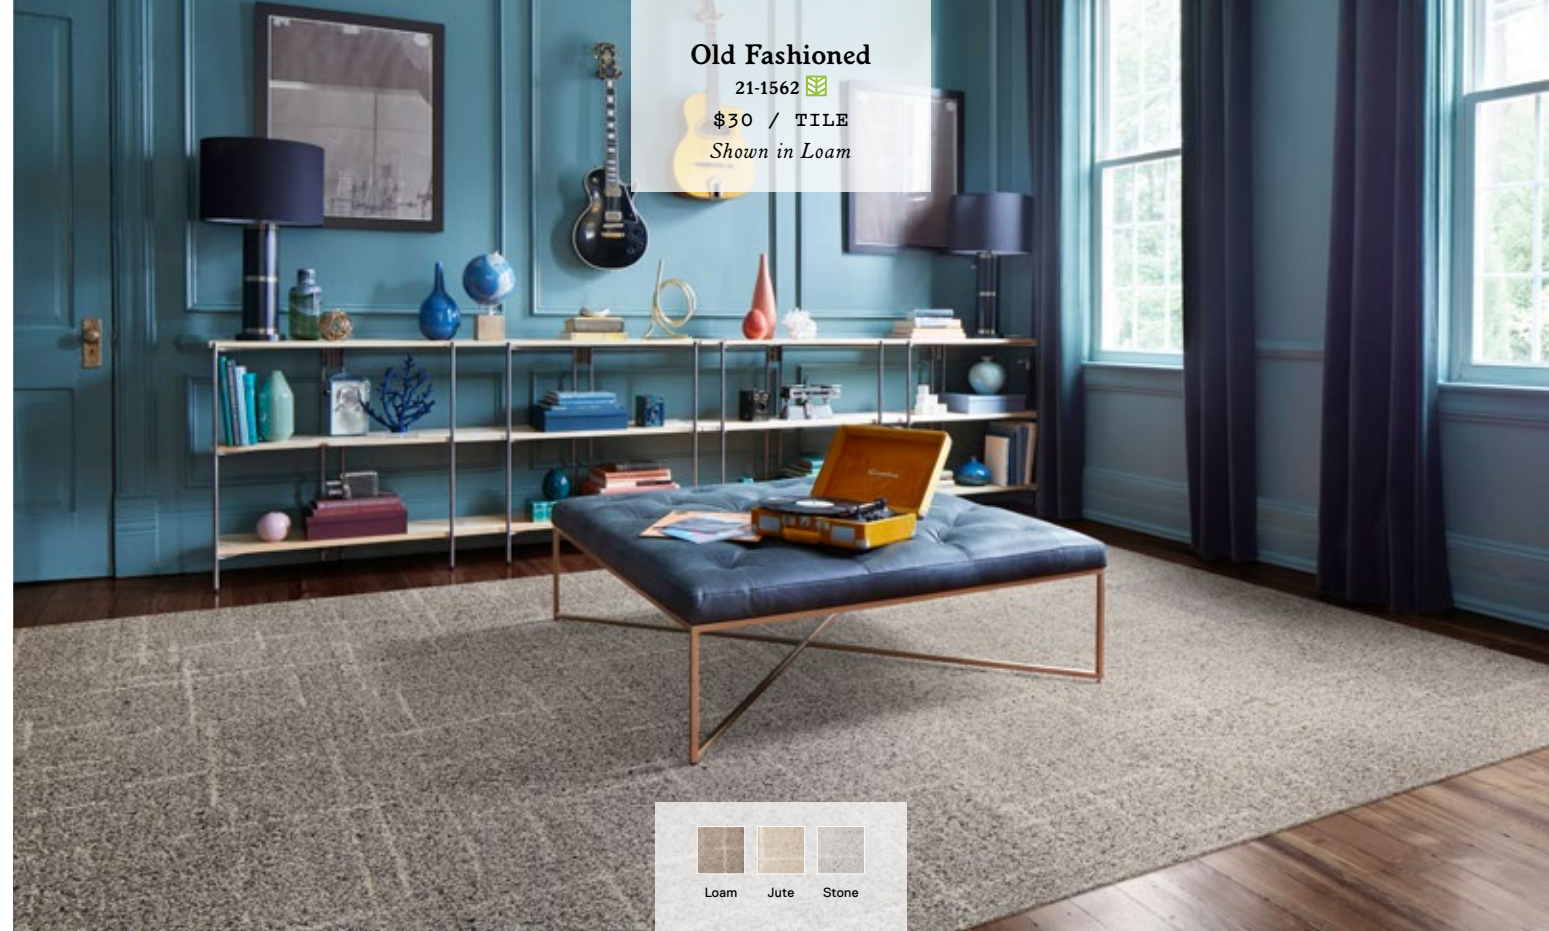 Old Fashioned
21-1562
$30 / TILE
Shown in Loam
Loam
Jute
Stone